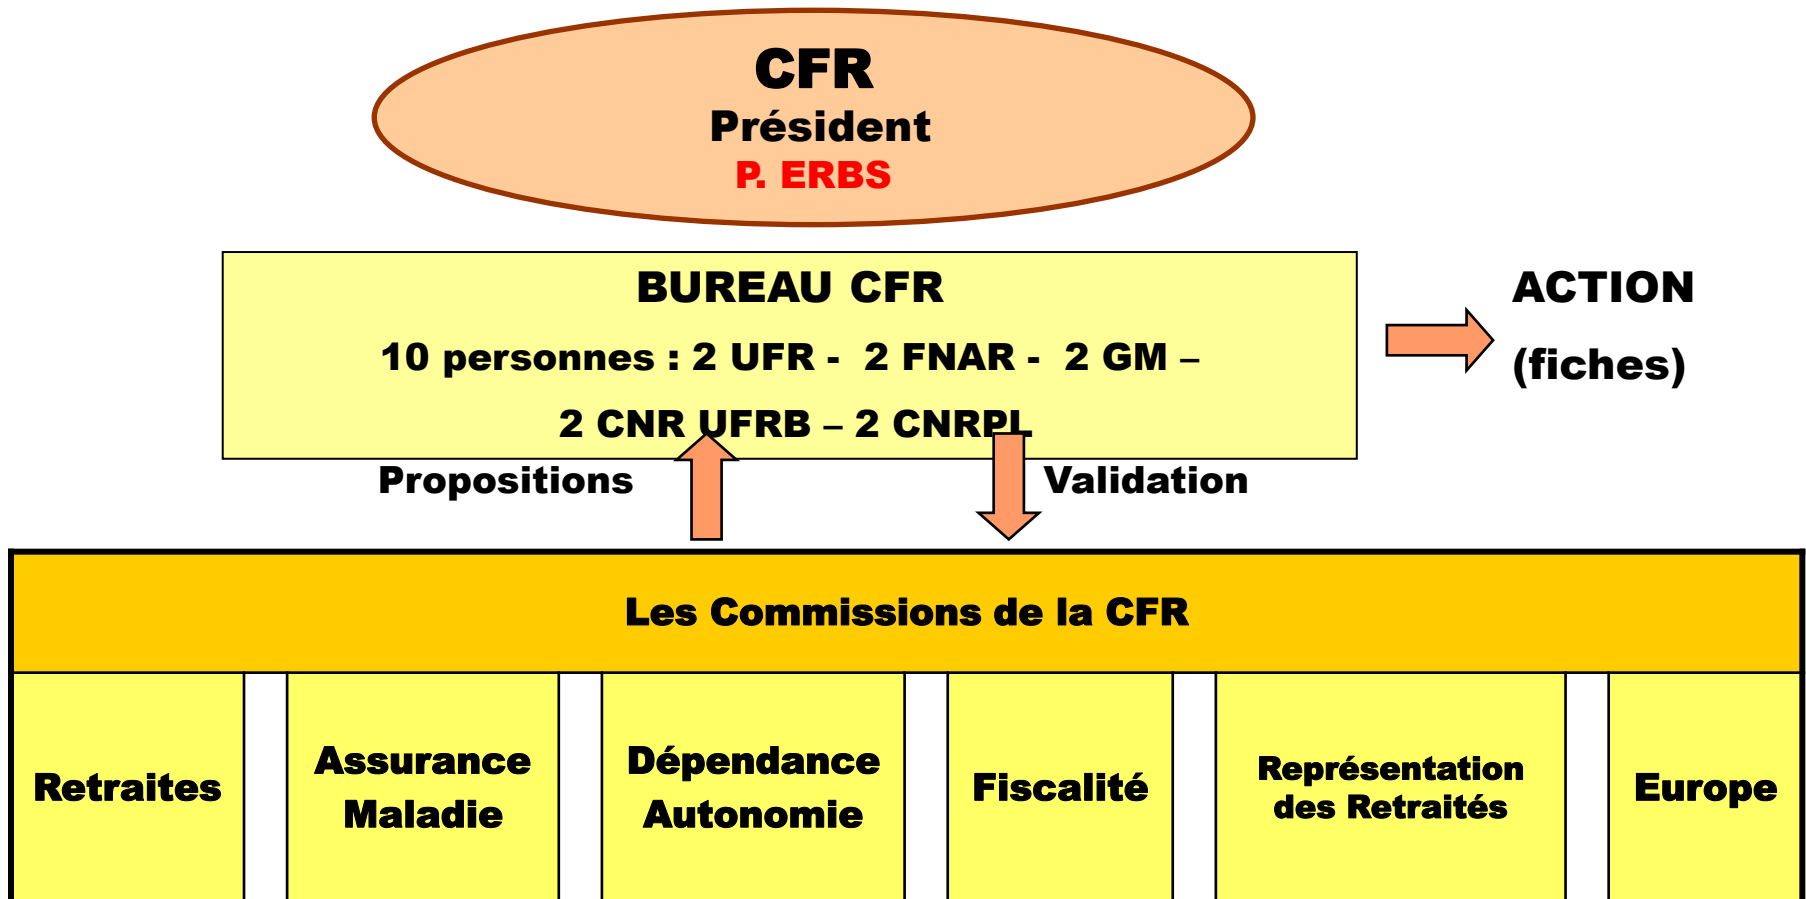 CFR
Président
P. ERBS
BUREAU CFR
10 personnes : 2 UFR - 2 FNAR - 2 GM –
2 CNR UFRB – 2 CNRPL
ACTION
(fiches)
Propositions
Validation
Les Commissions de la CFR
Retraites
Assurance
Maladie
Dépendance
Autonomie
Fiscalité
Représentation
des Retraités
Europe